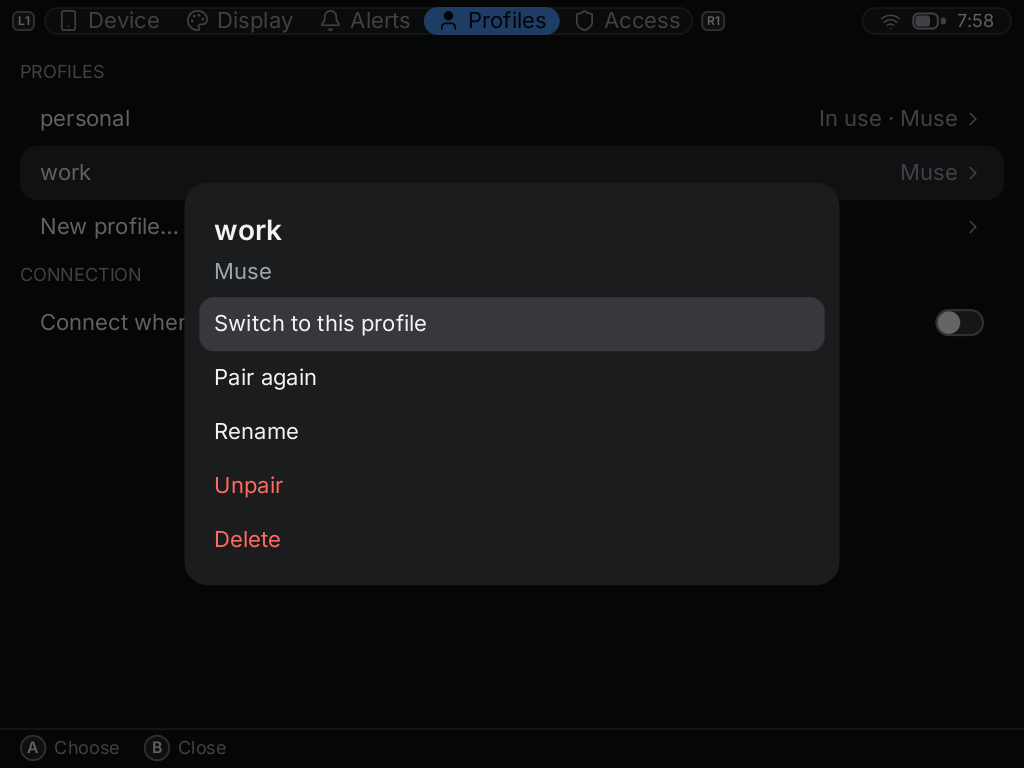 L1 Device Display Alerts Profiles Access R1 7:58
PROFILES
personal In use · Muse
work Muse
New profile...
CONNECTION
Connect
work
Muse
Switch to this profile
Pair again
Rename
Unpair
Delete
A Choose B Close